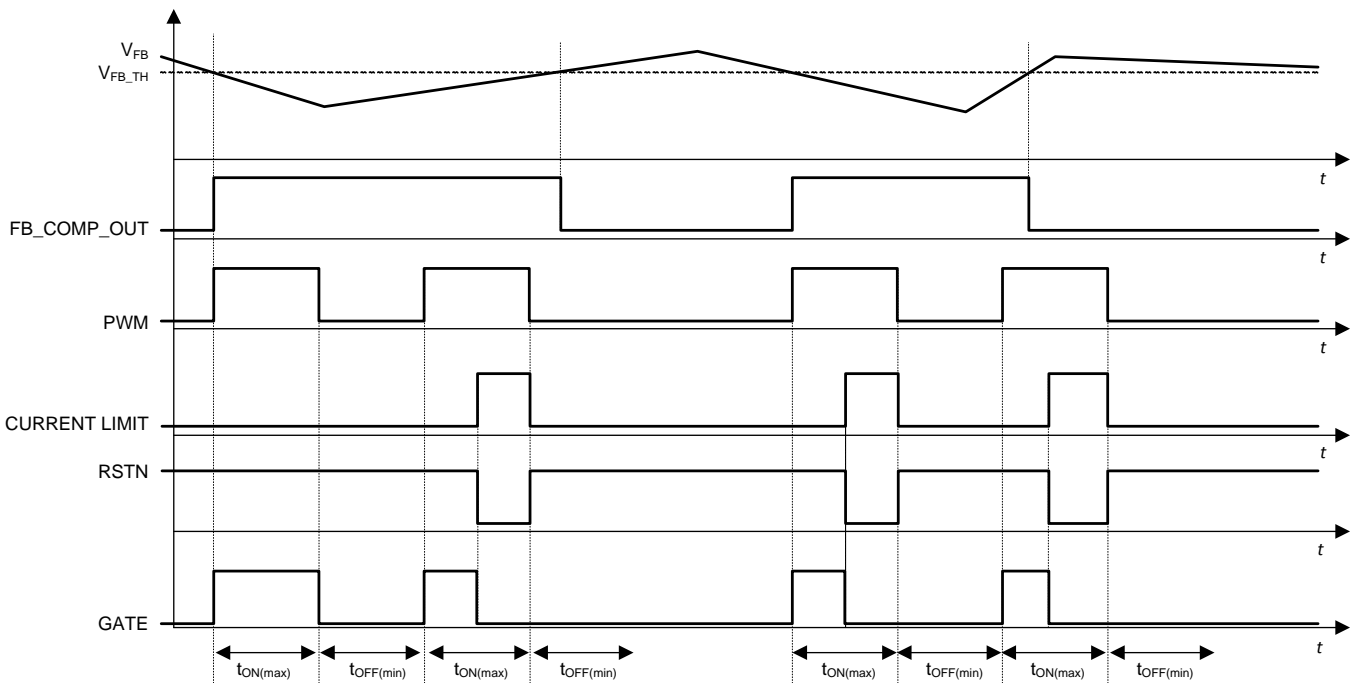 V_FB
V_FB_TH
t
FB_COMP_OUT
t
PWM
t
CURRENT LIMIT
t
RSTN
t
GATE
t
t_ON(max) t_OFF(min) t_ON(max) t_OFF(min) t_ON(max) t_OFF(min) t_ON(max) t_OFF(min)